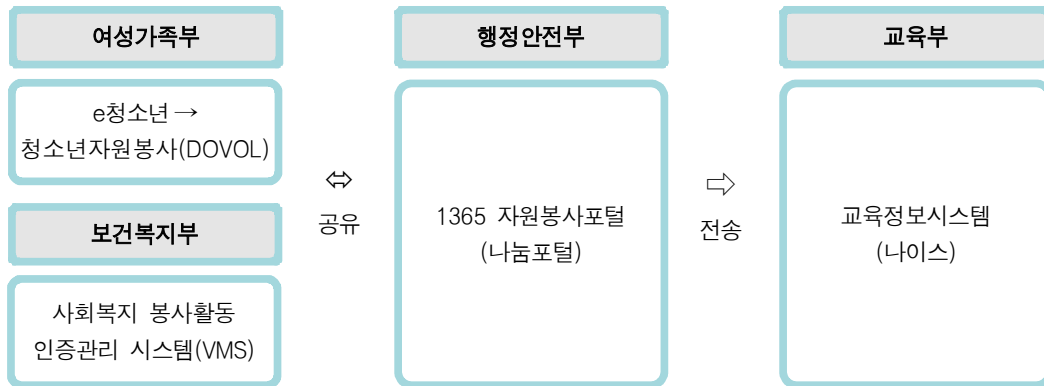 여성가족부
e청소년 →
청소년자원봉사(DOVOL)
보건복지부
사회복지 봉사활동
인증관리 시스템(VMS)
⇔
공유
행정안전부
1365 자원봉사포털
(나눔포털)
⇨
전송
교육부
교육정보시스템
(나이스)